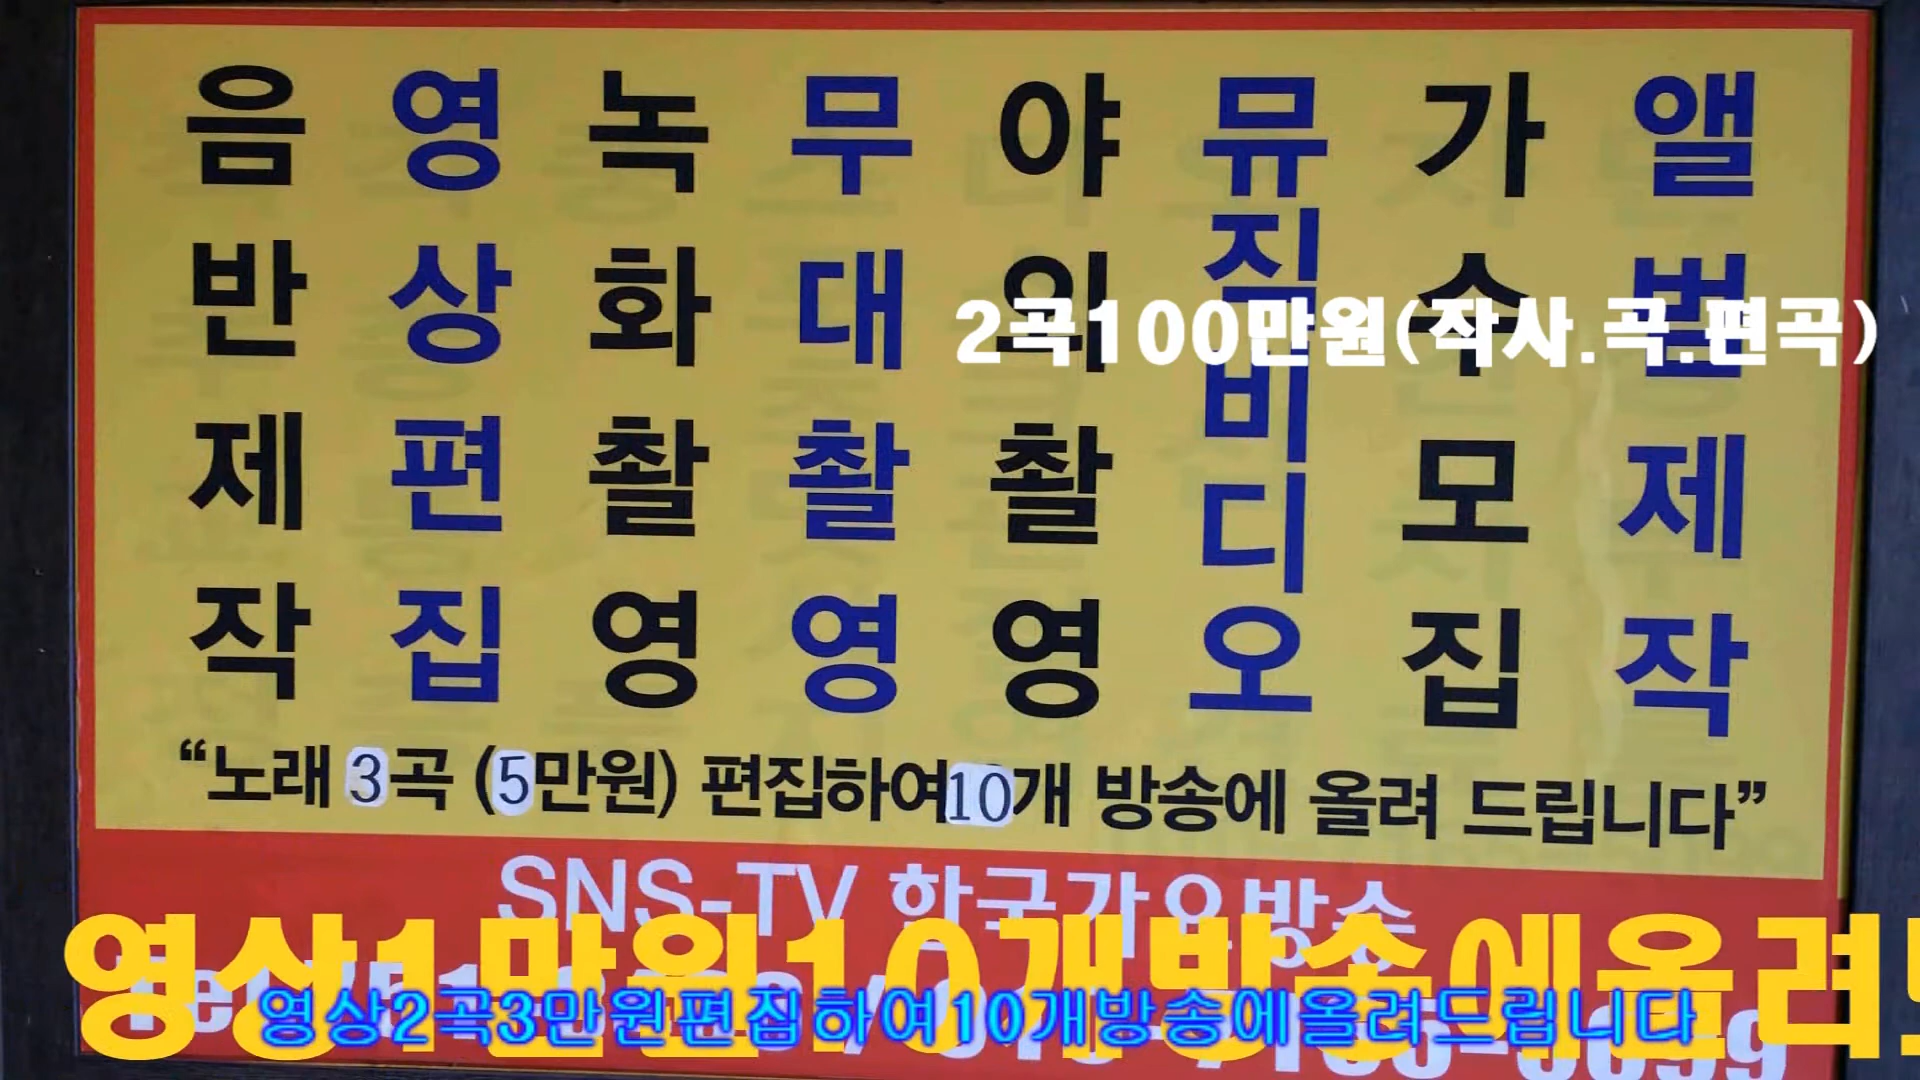 음반제작
영상편집
녹화촬영
무대촬영
야외촬영
뮤직비디오
가수모집
앨범제작
2곡100만원(작사.곡.편곡)
“노래 3곡 (5만원) 편집하여10개 방송에 올려 드립니다”
SNS-TV 한국가요방송
영상1만원10개방송에올려
영상2곡3만원편집하여10개방송에올려드립니다